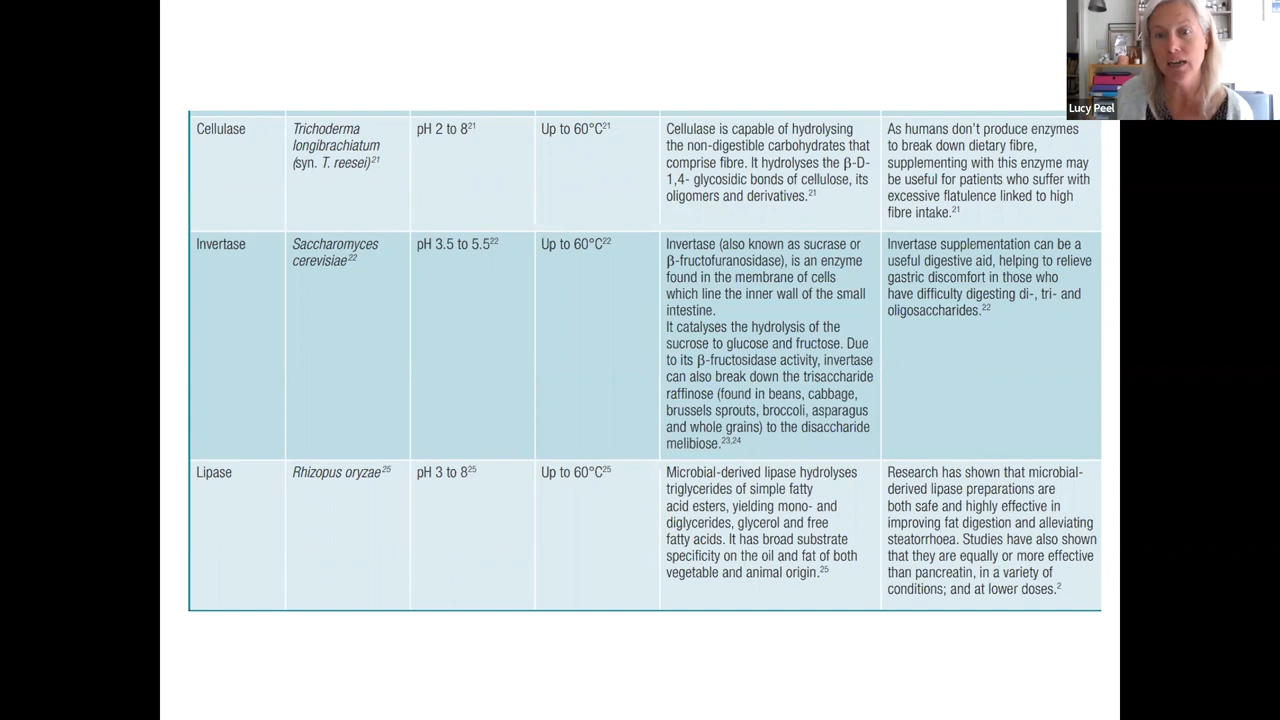 Lucy Peel
Cellulase
Trichoderma
longibrachiatum
(syn. T. reesei)21
pH 2 to 821
Up to 60°C21
Cellulase is capable of hydrolysing
the non-digestible carbohydrates that
comprise fibre. It hydrolyses the β-D-
1,4- glycosidic bonds of cellulose, its
oligomers and derivatives.21
As humans don't produce enzymes
to break down dietary fibre,
supplementing with this enzyme may
be useful for patients who suffer with
excessive flatulence linked to high
fibre intake.21
Invertase
Saccharomyces
cerevisiae22
pH 3.5 to 5.522
Up to 60°C22
Invertase (also known as sucrase or
β-fructofuranosidase), is an enzyme
found in the membrane of cells
which line the inner wall of the small
intestine.
It catalyses the hydrolysis of the
sucrose to glucose and fructose. Due
to its β-fructosidase activity, invertase
can also break down the trisaccharide
raffinose (found in beans, cabbage,
brussels sprouts, broccoli, asparagus
and whole grains) to the disaccharide
melibiose.23,24
Invertase supplementation can be a
useful digestive aid, helping to relieve
gastric discomfort in those who
have difficulty digesting di-, tri- and
oligosaccharides.22
Lipase
Rhizopus oryzae25
pH 3 to 825
Up to 60°C25
Microbial-derived lipase hydrolyses
triglycerides of simple fatty
acid esters, yielding mono- and
diglycerides, glycerol and free
fatty acids. It has broad substrate
specificity on the oil and fat of both
vegetable and animal origin.25
Research has shown that microbial-
derived lipase preparations are
both safe and highly effective in
improving fat digestion and alleviating
steatorrhoea. Studies have also shown
that they are equally or more effective
than pancreatin, in a variety of
conditions; and at lower doses.2